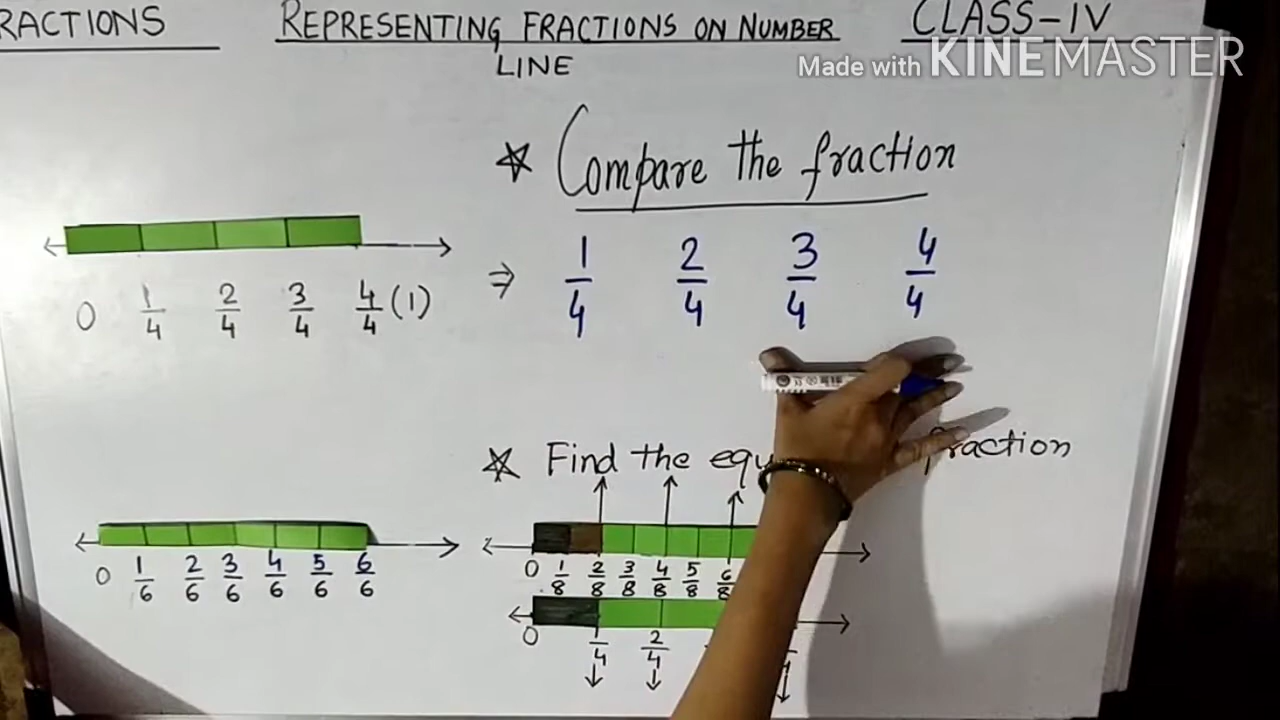 RACTIONS
REPRESENTING FRACTIONS ON NUMBER
LINE
CLASS-IV
Made with KINEMASTER
☆ Compare the fraction
⇒ 1/4 2/4 3/4 4/4
0 1/4 2/4 3/4 4/4 (1)
☆ Find the equ fraction
0 1/6 2/6 3/6 4/6 5/6 6/6
0 1/8 2/8 3/8 4/8 5/8 6/8
0 1/4 2/4